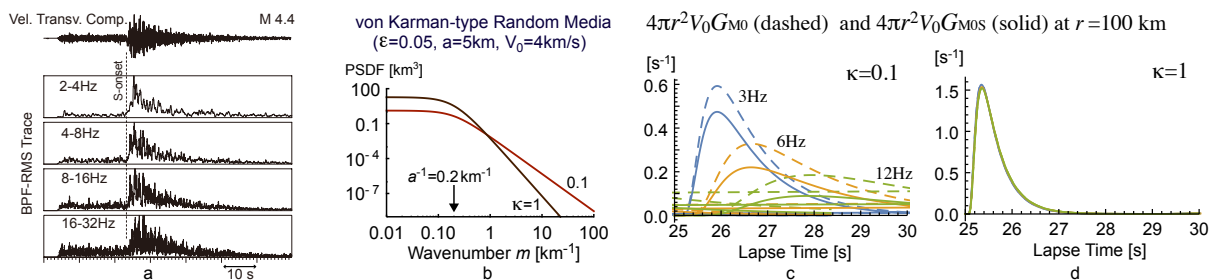 Vel. Transv. Comp. M 4.4
S-onset
2-4Hz
4-8Hz
8-16Hz
16-32Hz
BPF-RMS Trace
10 s
a
von Karman-type Random Media
(ε=0.05, a=5km, V₀=4km/s)
PSDF [km³]
100
0.1
10⁻⁴
10⁻⁷
a⁻¹=0.2km⁻¹
κ=1
0.1
0.01 0.1 1 10 100
Wavenumber m [km⁻¹]
b
4πr²V₀G_M0 (dashed) and 4πr²V₀G_M0S (solid) at r=100 km
[s⁻¹]
κ=0.1
0.6
0.4
0.2
0.0
3Hz
6Hz
12Hz
25 26 27 28 29 30
Lapse Time [s]
c
[s⁻¹]
κ=1
1.5
1.0
0.5
0.0
25 26 27 28 29 30
Lapse Time [s]
d